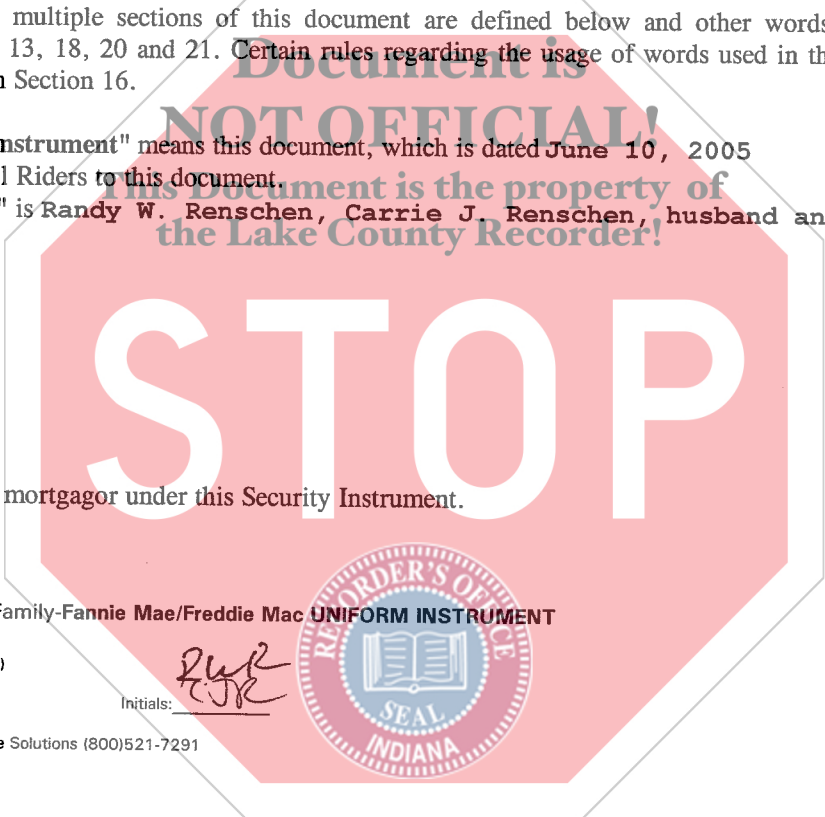 multiple sections of this document are defined below and other words
13, 18, 20 and 21. Certain rules regarding the usage of words used in th
Section 16.
Document is
NOT OFFICIAL!
This Document is the property of
the Lake County Recorder!
nstrument" means this document, which is dated June 10, 2005
l Riders to this document.
" is Randy W. Renschen, Carrie J. Renschen, husband an
STOP
mortgagor under this Security Instrument.
Family-Fannie Mae/Freddie Mac UNIFORM INSTRUMENT
)
RWR
CJR
Initials:
e Solutions (800)521-7291
RECORDER'S OFFICE
SEAL
INDIANA